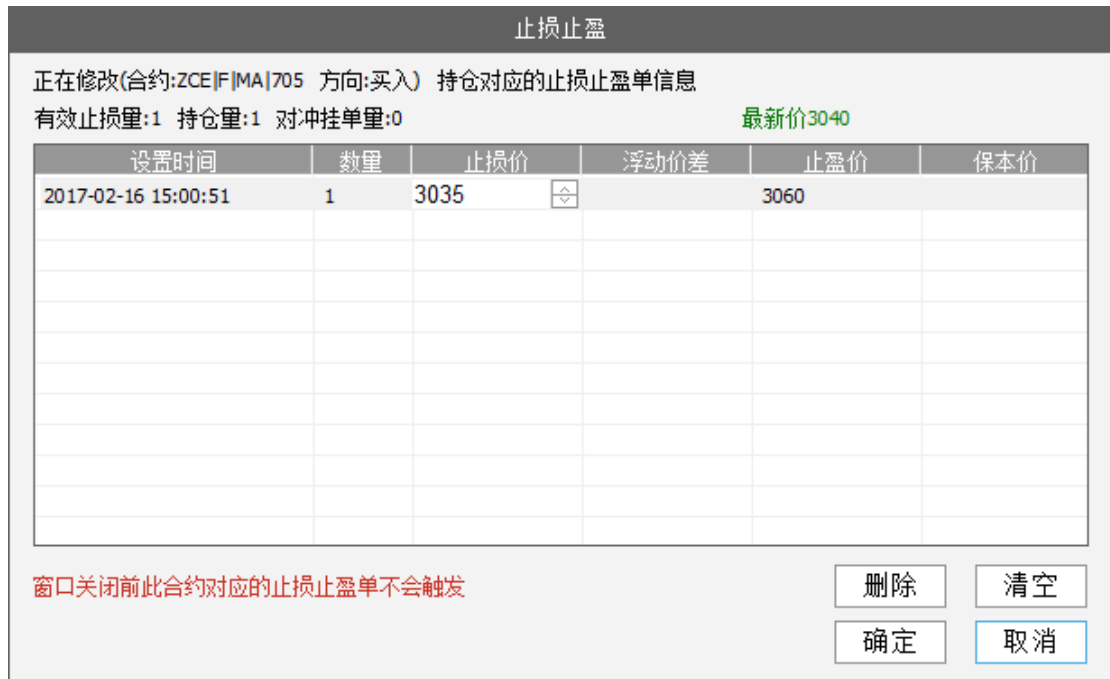 止损止盈
正在修改(合约:ZCE|F|MA|705 方向:买入) 持仓对应的止损止盈单信息
有效止损量:1 持仓量:1 对冲挂单量:0 最新价3040
设置时间 数量 止损价 浮动价差 止盈价 保本价
2017-02-16 15:00:51 1 3035 3060
窗口关闭前此合约对应的止损止盈单不会触发
删除 清空
确定 取消